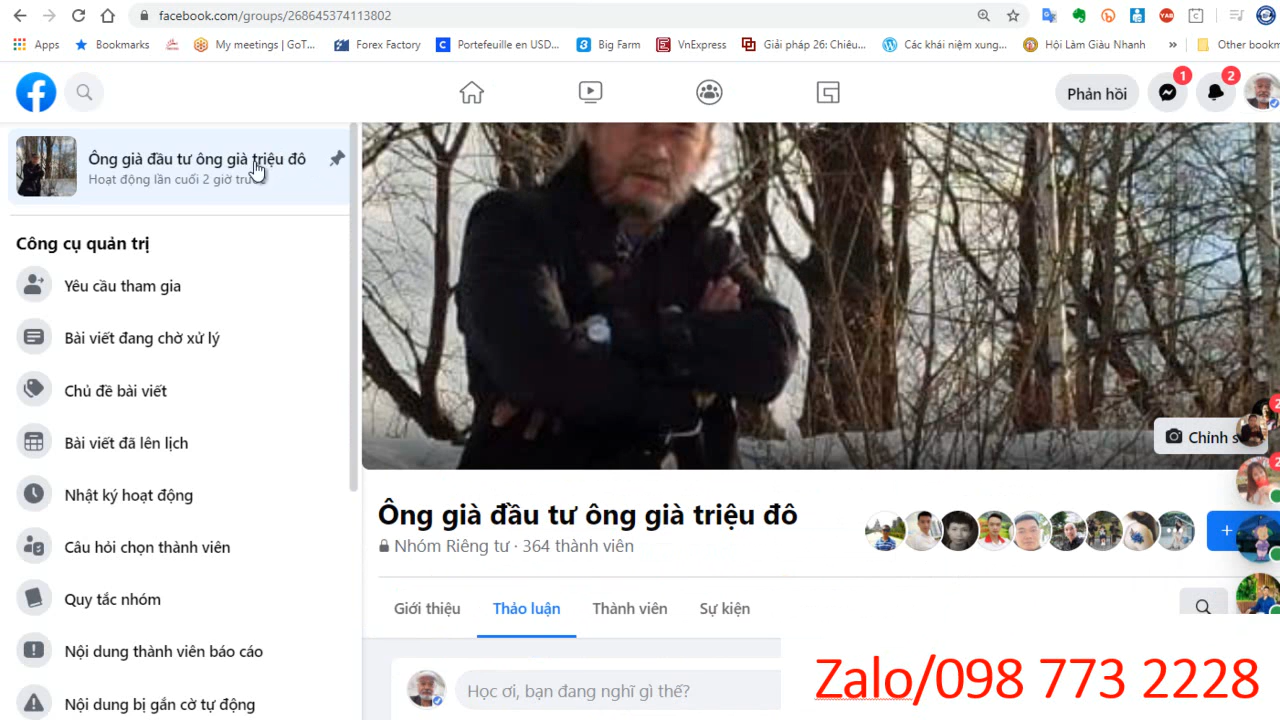 facebook.com/groups/268645374113802
Apps
Bookmarks
My meetings | GoT...
Forex Factory
Portefeuille en USD...
Big Farm
VnExpress
Giải pháp 26: Chiêu...
Các khái niệm xung...
Hội Làm Giàu Nhanh
»
Other bookm
Phản hồi
1
2
Ông già đầu tư ông già triệu đô
Hoạt động lần cuối 2 giờ
Công cụ quản trị
Yêu cầu tham gia
Bài viết đang chờ xử lý
Chủ đề bài viết
Bài viết đã lên lịch
Nhật ký hoạt động
Câu hỏi chọn thành viên
Quy tắc nhóm
Nội dung thành viên báo cáo
Nội dung bị gắn cờ tự động
Chỉnh s
Ông già đầu tư ông già triệu đô
Nhóm Riêng tư · 364 thành viên
+
Giới thiệu
Thảo luận
Thành viên
Sự kiện
Học ơi, bạn đang nghĩ gì thế?
Zalo/098 773 2228